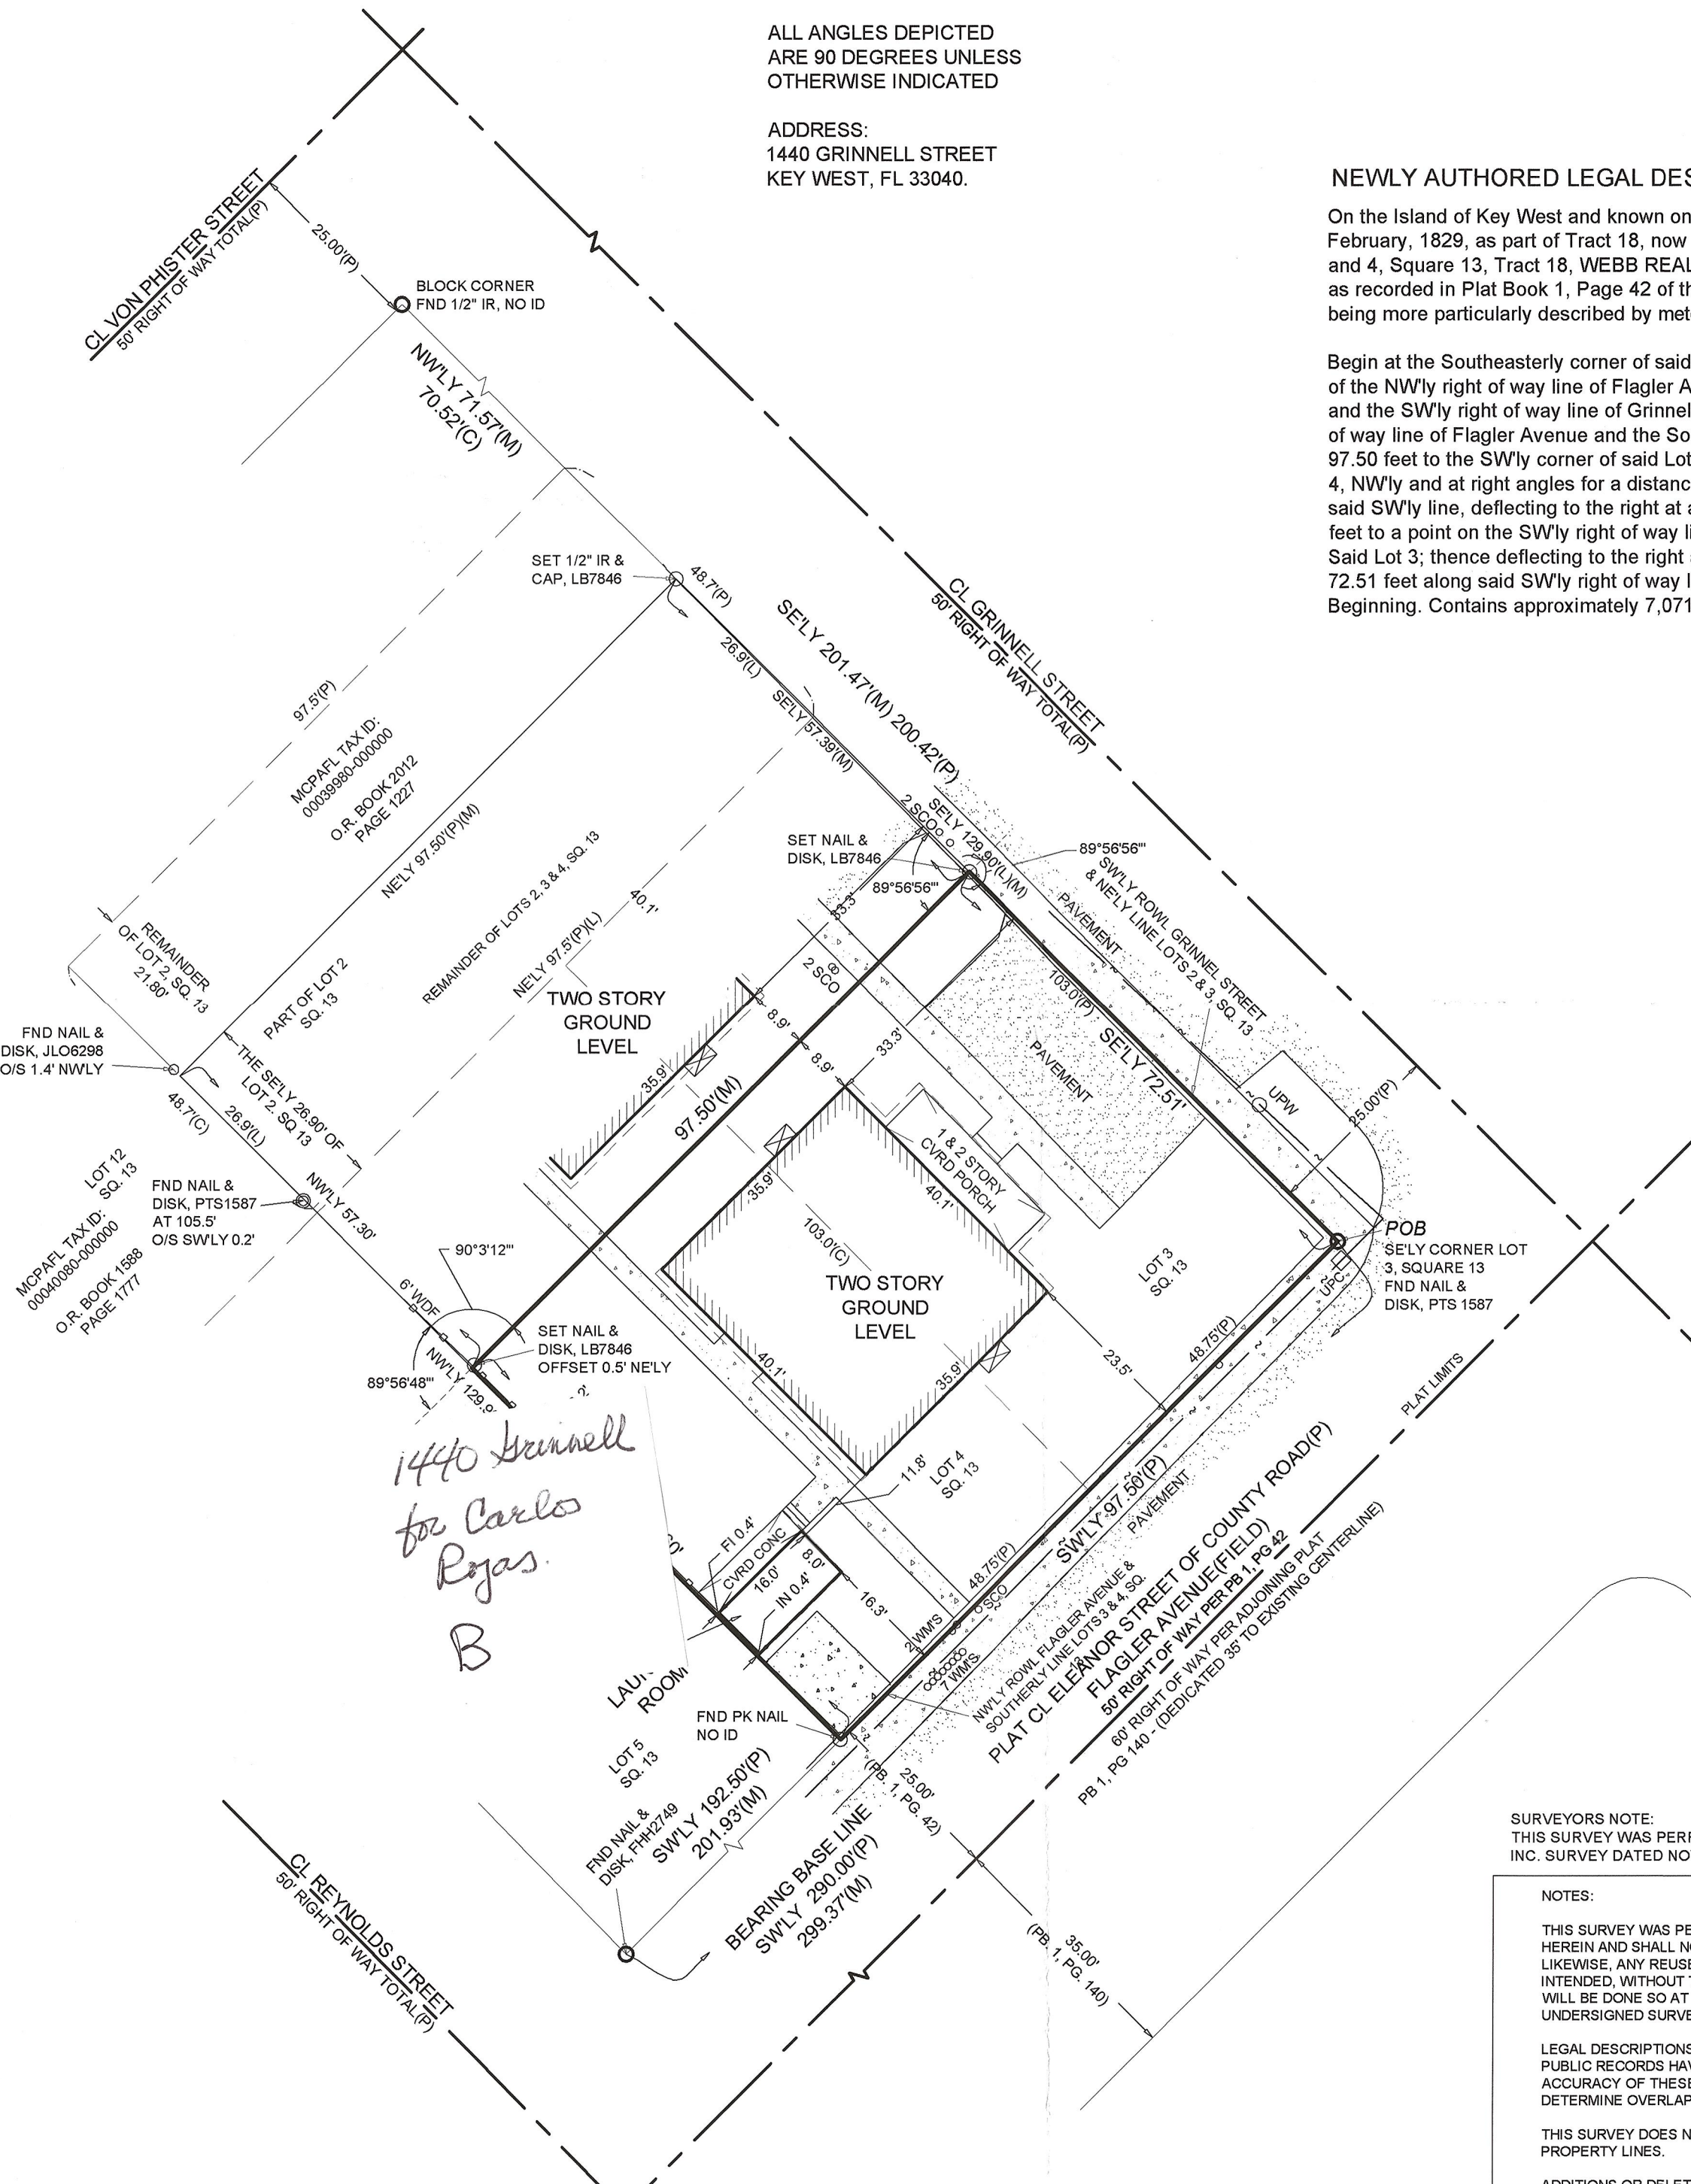 ALL ANGLES DEPICTED
ARE 90 DEGREES UNLESS
OTHERWISE INDICATED
ADDRESS:
1440 GRINNELL STREET
KEY WEST, FL 33040.
NEWLY AUTHORED LEGAL DES
On the Island of Key West and known on
February, 1829, as part of Tract 18, now
and 4, Square 13, Tract 18, WEBB REAL
as recorded in Plat Book 1, Page 42 of th
being more particularly described by met
Begin at the Southeasterly corner of said
of the NW'ly right of way line of Flagler A
and the SW'ly right of way line of Grinnel
of way line of Flagler Avenue and the So
97.50 feet to the SW'ly corner of said Lot
4, NW'ly and at right angles for a distanc
said SW'ly line, deflecting to the right at a
feet to a point on the SW'ly right of way li
Said Lot 3; thence deflecting to the right
72.51 feet along said SW'ly right of way l
Beginning. Contains approximately 7,071
CL VON PHISTER STREET
50' RIGHT OF WAY TOTAL(P)
25.00'(P)
BLOCK CORNER
FND 1/2" IR, NO ID
NW'LY 71.57'(M)
70.52'(C)
SET 1/2" IR &
CAP, LB7846
48.7'(P)
26.9'(L)
SE'LY 57.39'(M)
SE'LY 201.47'(M) 200.42'(P)
CL GRINNELL STREET
50' RIGHT OF WAY TOTAL(P)
97.5'(P)
MCPAFL TAX ID:
00039980-000000
O.R. BOOK 2012
PAGE 1227
NE'LY 97.50'(P)(M)
REMAINDER OF LOTS 2, 3 & 4, SQ. 13
NE'LY 97.5'(P)(L)
40.1'
SET NAIL &
DISK, LB7846
2 SCO
SE'LY 129.90'(L)(M)
89°56'56"'
89°56'56"'
SW'LY ROWL GRINNEL STREET
& NE'LY LINE LOTS 2 & 3, SQ. 13
PAVEMENT
33.3'
2 SCO
REMAINDER
OF LOT 2, SQ. 13
21.80'
PART OF LOT 2
SQ. 13
TWO STORY
GROUND
LEVEL
35.9'
8.9'
8.9'
33.3'
103.0'(P)
SE'LY 72.51'
PAVEMENT
UPW
25.00'(P)
FND NAIL &
DISK, JLO6298
O/S 1.4' NW'LY
THE SE'LY 26.90' OF
LOT 2, SQ. 13
48.7'(C)
26.9'(L)
97.50'(M)
1 & 2 STORY
CVRD PORCH
40.1'
35.9'
103.0'(C)
LOT 12
SQ. 13
MCPAFL TAX ID:
00040080-000000
O.R. BOOK 1588
PAGE 1777
FND NAIL &
DISK, PTS1587
AT 105.5'
O/S SW'LY 0.2'
NW'LY 57.30'
90°3'12"'
TWO STORY
GROUND
LEVEL
LOT 3
SQ. 13
POB
SE'LY CORNER LOT
3, SQUARE 13
FND NAIL &
DISK, PTS 1587
UPC
6' WDF
SET NAIL &
DISK, LB7846
OFFSET 0.5' NE'LY
89°56'48"'
NW'LY 129.9'
40.1'
35.9'
23.5'
48.75'(P)
PLAT LIMITS
1440 Grinnell
for Carlos
Rojas.
B
11.8'
LOT 4
SQ. 13
SW'LY 97.50'(P)
PAVEMENT
FI 0.4'
CVRD CONC
8.0'
16.0'
IN 0.4'
16.3'
48.75'(P)
SCO
2 WM'S
7 WM'S
NW'LY ROWL FLAGLER AVENUE &
SOUTHERLY LINE LOTS 3 & 4, SQ.
13
PLAT CL ELEANOR STREET OF COUNTY ROAD(P)
FLAGLER AVENUE(FIELD)
50' RIGHT OF WAY PER PB 1, PG 42
60' RIGHT OF WAY PER ADJOINING PLAT
PB 1, PG 140 - (DEDICATED 35' TO EXISTING CENTERLINE)
ROOM
FND PK NAIL
NO ID
LOT 5
SQ. 13
FND NAIL &
DISK, FHH2749
SW'LY 192.50'(P)
201.93'(M)
25.00'
(PB. 1, PG. 42)
BEARING BASE LINE
SW'LY 290.00'(P)
299.37'(M)
35.00'
(PB. 1, PG. 140)
CL REYNOLDS STREET
50' RIGHT OF WAY TOTAL(P)
SURVEYORS NOTE:
THIS SURVEY WAS PERF
INC. SURVEY DATED NO
NOTES:
THIS SURVEY WAS PE
HEREIN AND SHALL N
LIKEWISE, ANY REUSE
INTENDED, WITHOUT
WILL BE DONE SO AT
UNDERSIGNED SURVE
LEGAL DESCRIPTIONS
PUBLIC RECORDS HAV
ACCURACY OF THESE
DETERMINE OVERLAP
THIS SURVEY DOES N
PROPERTY LINES.